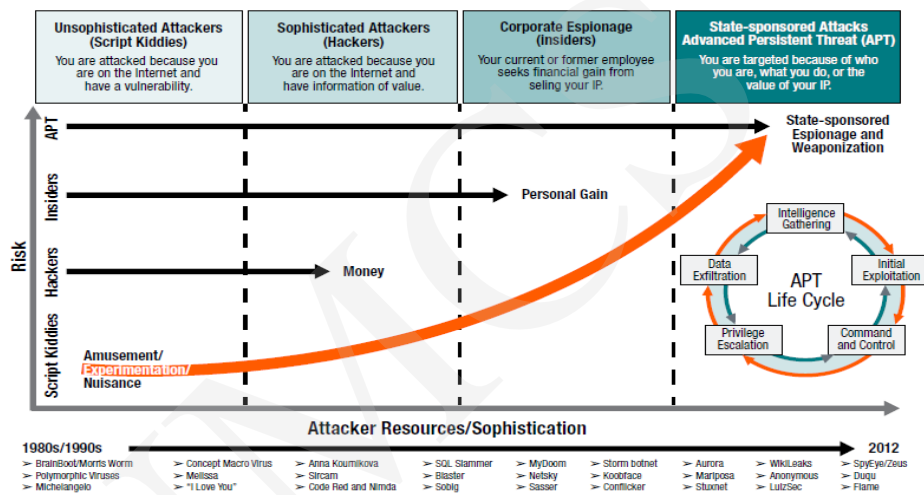 Unsophisticated Attackers
(Script Kiddies)
You are attacked because you
are on the Internet and
have a vulnerability.
Sophisticated Attackers
(Hackers)
You are attacked because you
are on the Internet and
have information of value.
Corporate Espionage
(insiders)
Your current or former employee
seeks financial gain from
seling your IP.
State-sponsored Attacks
Advanced Persistent Threat (APT)
You are targeted because of who
you are, what you do, or the
value of your IP.
Risk
APT
Insiders
Hackers
Script Kiddies
State-sponsored
Espionage and
Weaponization
Personal Gain
Money
Amusement/
Experimentation/
Nuisance
Intelligence
Gathering
Initial
Exploitation
Command
and Control
Privilege
Escalation
Data
Exfiltration
APT
Life Cycle
Attacker Resources/Sophistication
1980s/1990s
2012
➢ BrainBoot/Morris Worm
➢ Polymorphic Viruses
➢ Michelangelo
➢ Concept Macro Virus
➢ Melissa
➢ "I Love You"
➢ Anna Kournikova
➢ Sircam
➢ Code Red and Nimda
➢ SQL Slammer
➢ Blaster
➢ Sobig
➢ MyDoom
➢ Netsky
➢ Sasser
➢ Storm botnet
➢ Koobface
➢ Conflicker
➢ Aurora
➢ Mariposa
➢ Stuxnet
➢ WikiLeaks
➢ Anonymous
➢ LulzSec
➢ SpyEye/Zeus
➢ Duqu
➢ Flame